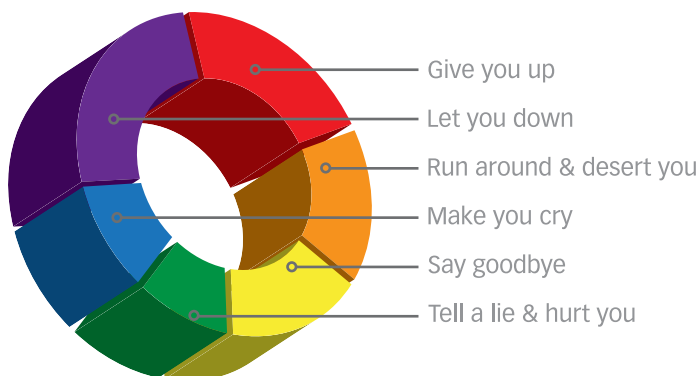 Give you up
Let you down
Run around & desert you
Make you cry
Say goodbye
Tell a lie & hurt you